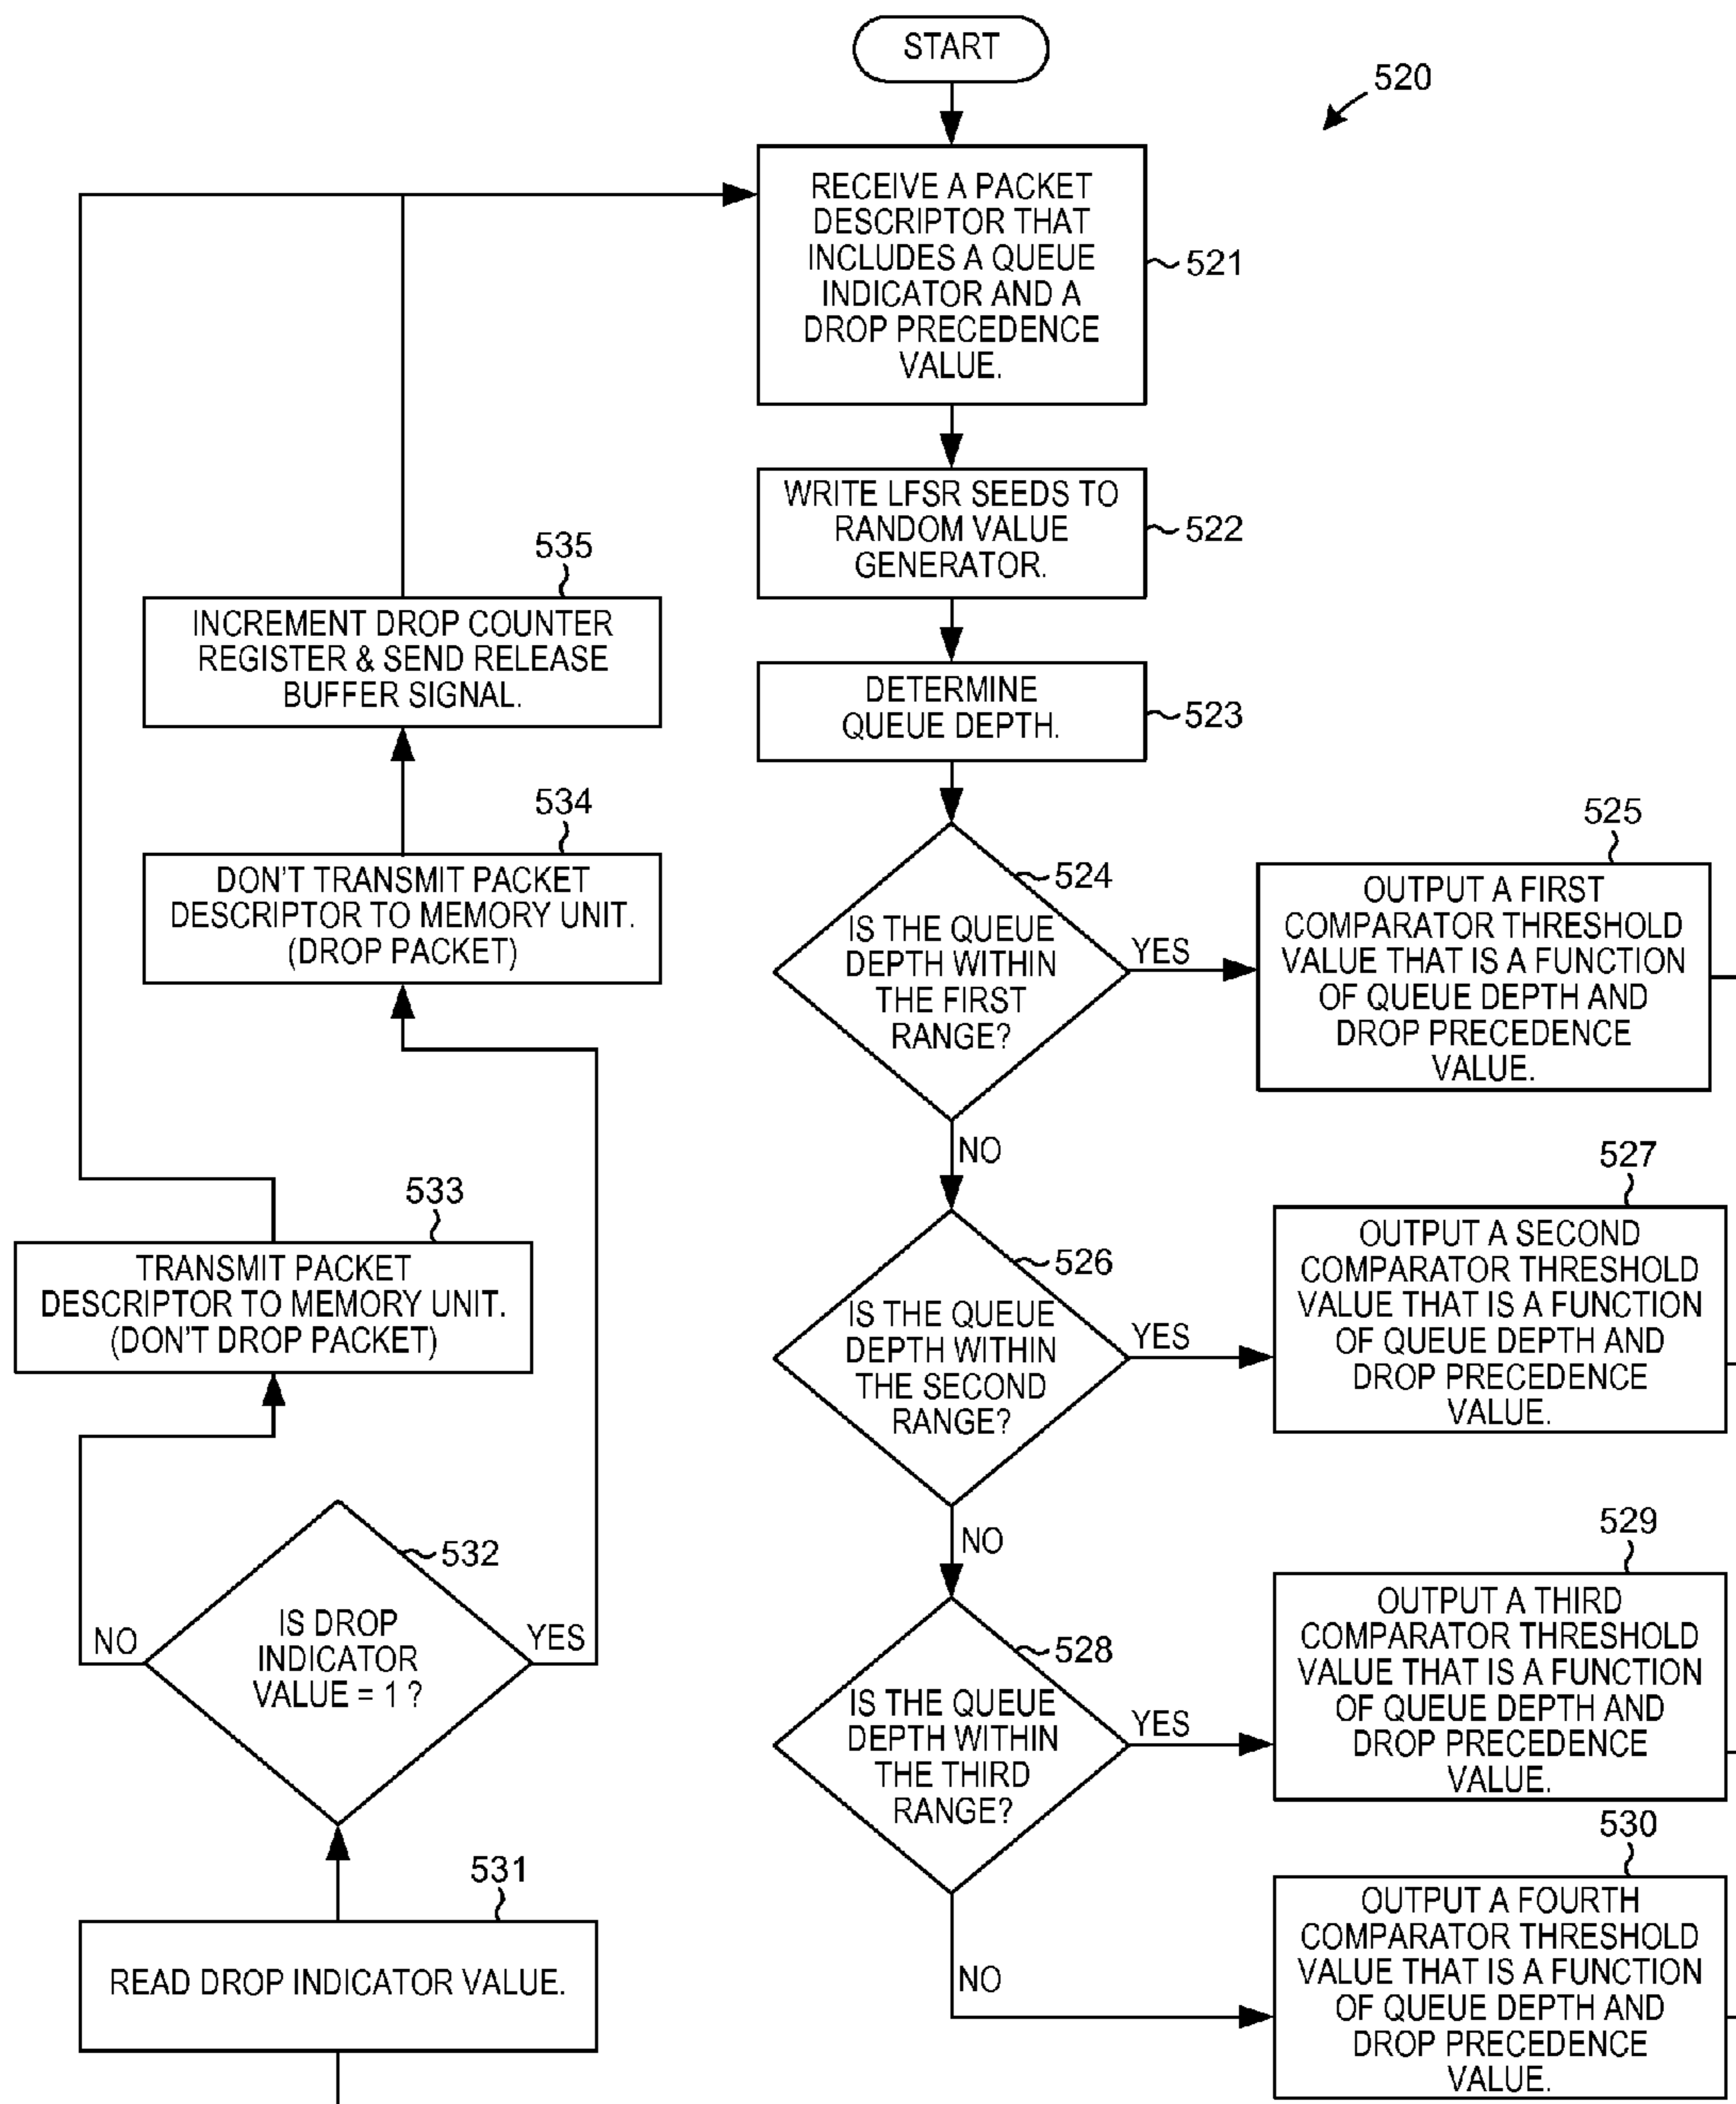 START
520
RECEIVE A PACKET
DESCRIPTOR THAT
INCLUDES A QUEUE
INDICATOR AND A
DROP PRECEDENCE
VALUE.
521
WRITE LFSR SEEDS TO
RANDOM VALUE
GENERATOR.
522
DETERMINE
QUEUE DEPTH.
523
IS THE QUEUE
DEPTH WITHIN
THE FIRST
RANGE?
524
YES
NO
525
OUTPUT A FIRST
COMPARATOR THRESHOLD
VALUE THAT IS A FUNCTION
OF QUEUE DEPTH AND
DROP PRECEDENCE
VALUE.
IS THE QUEUE
DEPTH WITHIN
THE SECOND
RANGE?
526
YES
NO
527
OUTPUT A SECOND
COMPARATOR THRESHOLD
VALUE THAT IS A FUNCTION
OF QUEUE DEPTH AND
DROP PRECEDENCE
VALUE.
IS THE QUEUE
DEPTH WITHIN
THE THIRD
RANGE?
528
YES
NO
529
OUTPUT A THIRD
COMPARATOR THRESHOLD
VALUE THAT IS A FUNCTION
OF QUEUE DEPTH AND
DROP PRECEDENCE
VALUE.
530
OUTPUT A FOURTH
COMPARATOR THRESHOLD
VALUE THAT IS A FUNCTION
OF QUEUE DEPTH AND
DROP PRECEDENCE
VALUE.
531
READ DROP INDICATOR VALUE.
532
IS DROP
INDICATOR
VALUE = 1 ?
NO
YES
533
TRANSMIT PACKET
DESCRIPTOR TO MEMORY UNIT.
(DON'T DROP PACKET)
534
DON'T TRANSMIT PACKET
DESCRIPTOR TO MEMORY UNIT.
(DROP PACKET)
535
INCREMENT DROP COUNTER
REGISTER & SEND RELEASE
BUFFER SIGNAL.